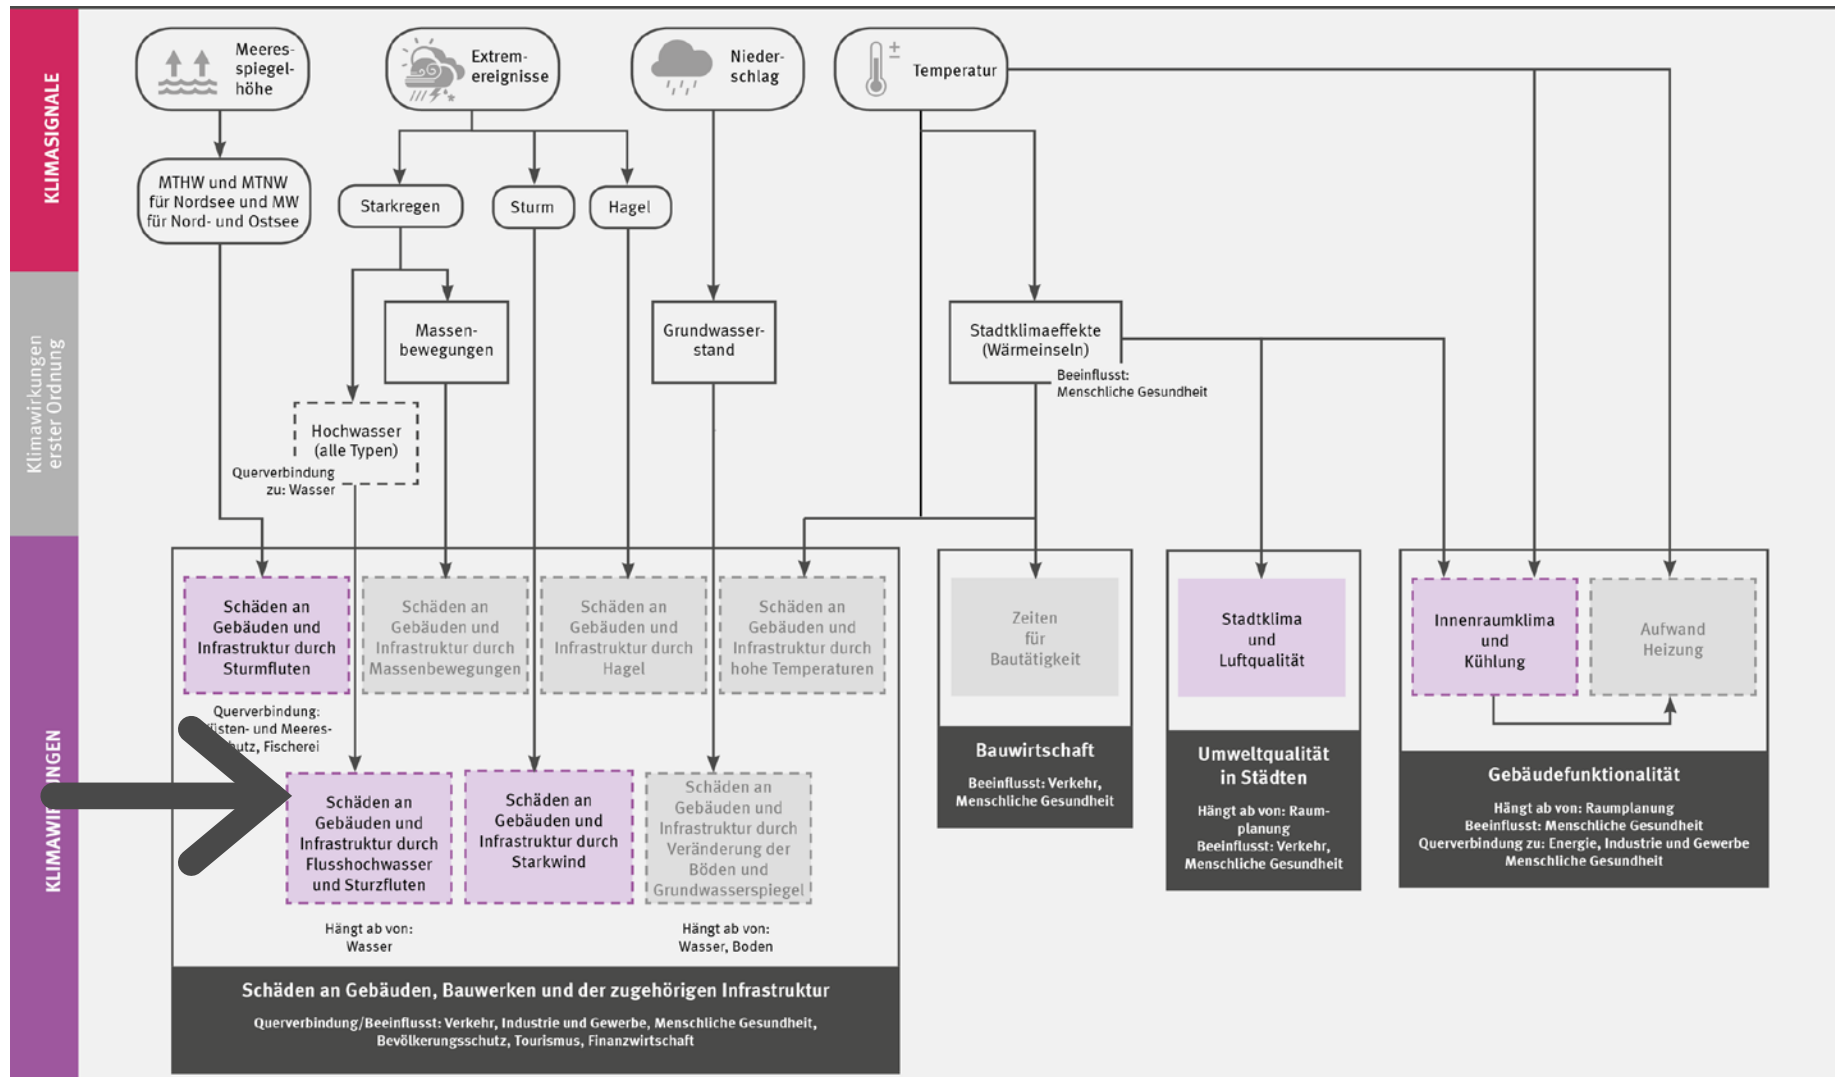 KLIMASIGNALE
Meeres-
spiegel-
höhe
Extrem-
ereignisse
Nieder-
schlag
Temperatur
MTHW und MTNW
für Nordsee und MW
für Nord- und Ostsee
Starkregen
Sturm
Hagel
Klimawirkungen
erster Ordnung
Massen-
bewegungen
Grundwasser-
stand
Stadtklimaeffekte
(Wärmeinseln)
Beeinflusst:
Menschliche Gesundheit
Hochwasser
(alle Typen)
Querverbindung
zu: Wasser
Schäden an
Gebäuden und
Infrastruktur durch
Sturmfluten
Schäden an
Gebäuden und
Infrastruktur durch
Massenbewegungen
Schäden an
Gebäuden und
Infrastruktur durch
Hagel
Schäden an
Gebäuden und
Infrastruktur durch
hohe Temperaturen
Zeiten
für
Bautätigkeit
Stadtklima
und
Luftqualität
Innenraumklima
und
Kühlung
Aufwand
Heizung
Querverbindung:
und Meeres-
Fischerei
Schäden an
Gebäuden und
Infrastruktur durch
Flusshochwasser
und Sturzfluten
Hängt ab von:
Wasser
Schäden an
Gebäuden und
Infrastruktur durch
Starkwind
Schäden an
Gebäuden und
Infrastruktur durch
Veränderung der
Böden und
Grundwasserspiegel
Hängt ab von:
Wasser, Boden
Schäden an Gebäuden, Bauwerken und der zugehörigen Infrastruktur
Querverbindung/Beeinflusst: Verkehr, Industrie und Gewerbe, Menschliche Gesundheit,
Bevölkerungsschutz, Tourismus, Finanzwirtschaft
Bauwirtschaft
Beeinflusst: Verkehr,
Menschliche Gesundheit
Umweltqualität
in Städten
Hängt ab von: Raum-
planung
Beeinflusst: Verkehr,
Menschliche Gesundheit
Gebäudefunktionalität
Hängt ab von: Raumplanung
Beeinflusst: Menschliche Gesundheit
Querverbindung zu: Energie, Industrie und Gewerbe
Menschliche Gesundheit